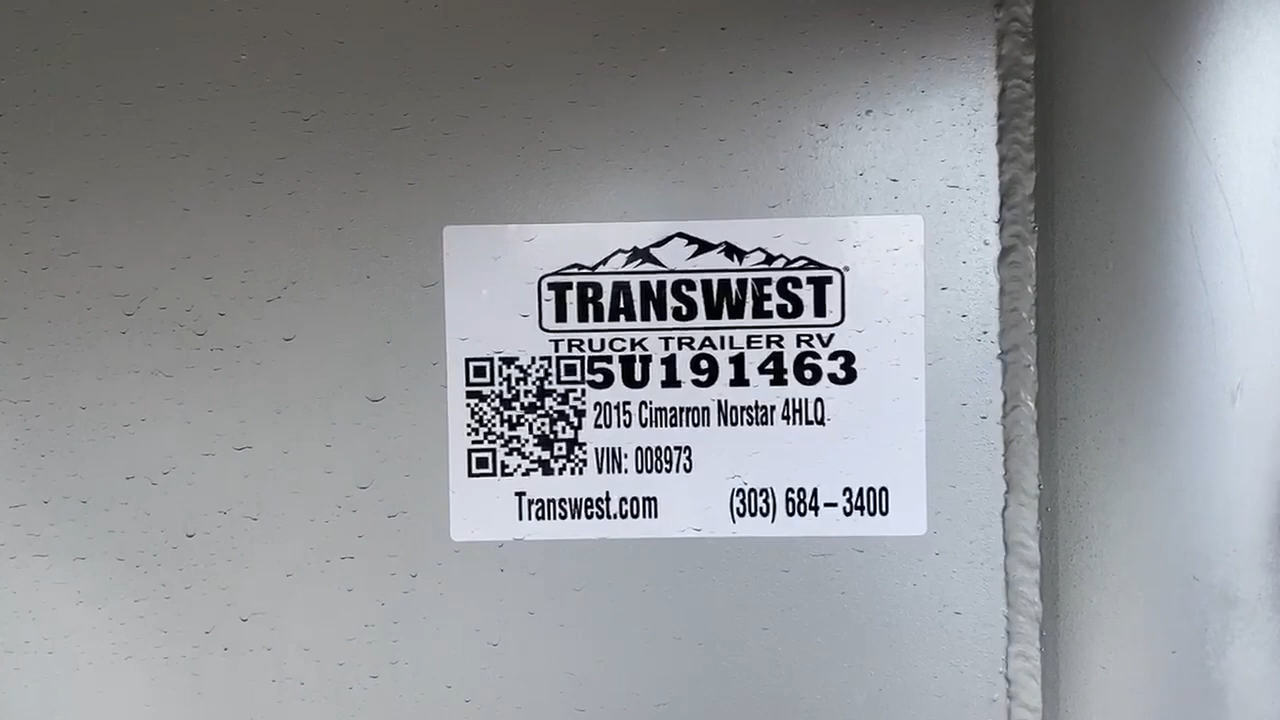 TRANSWEST®
TRUCK TRAILER RV
5U191463
2015 Cimarron Norstar 4HLQ
VIN: 008973
Transwest.com (303) 684-3400